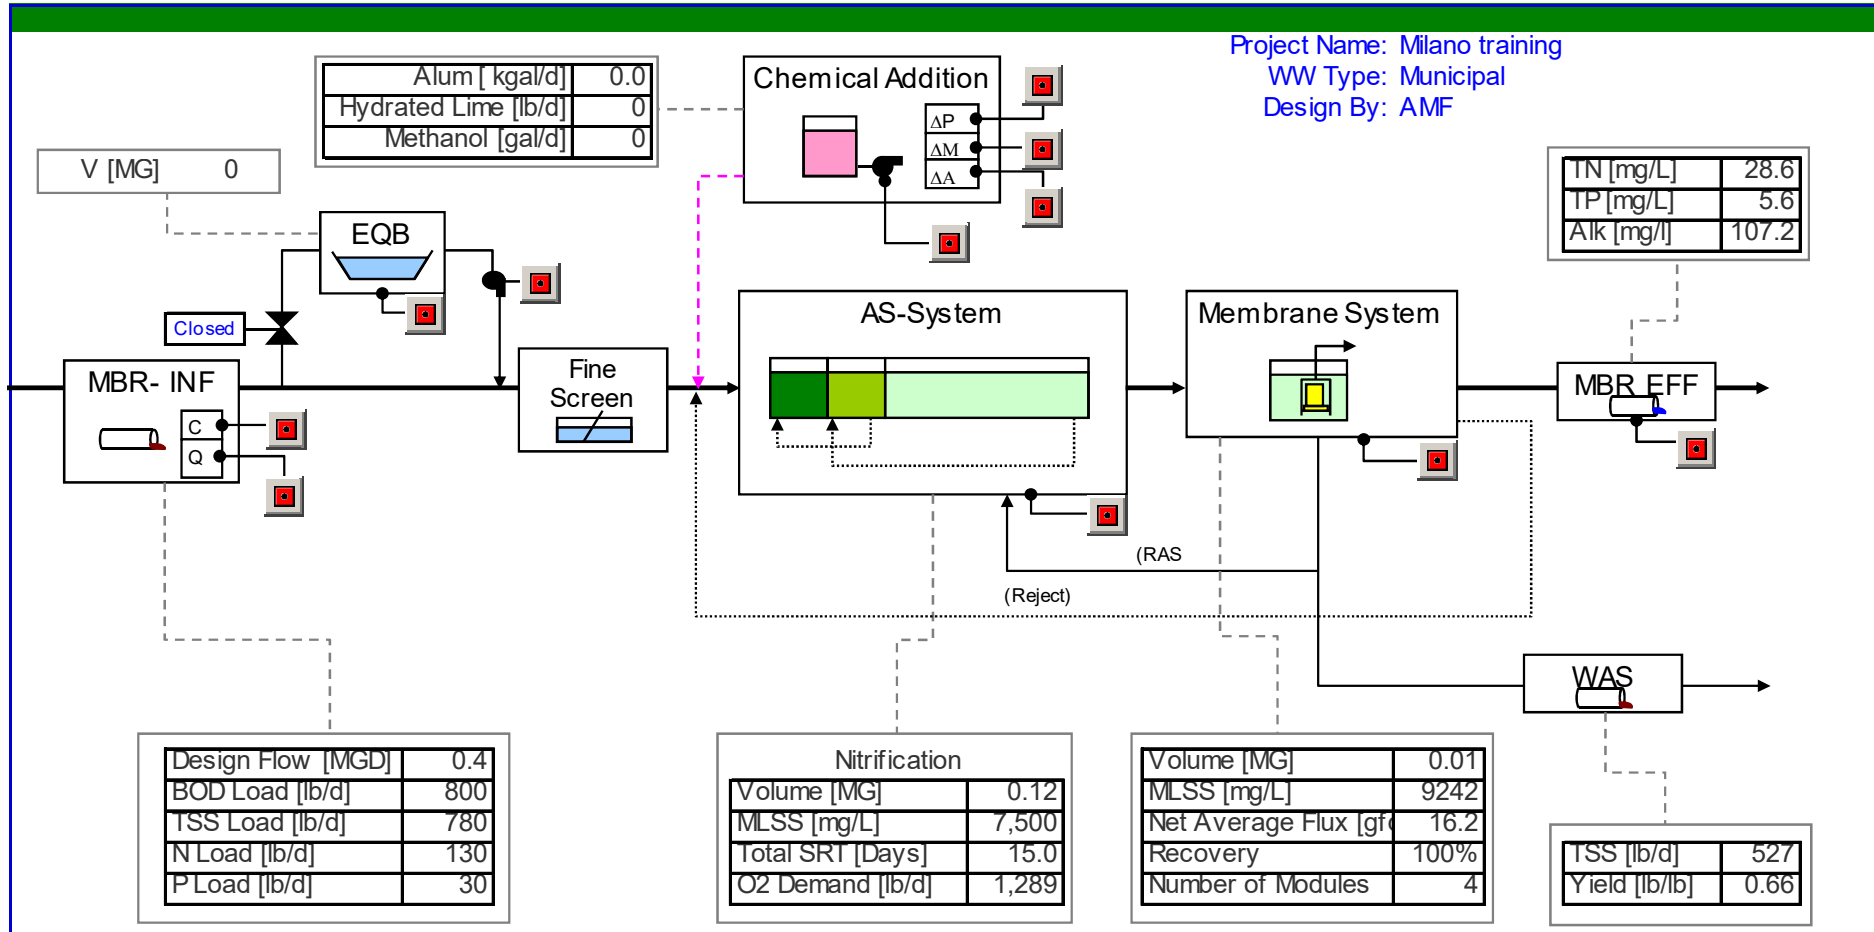 Project Name: Milano training
WW Type: Municipal
Design By: AMF
Alum [ kgal/d] 0.0
Hydrated Lime [lb/d] 0
Methanol [gal/d] 0
Chemical Addition
ΔP
ΔM
ΔA
V [MG] 0
TN [mg/L] 28.6
TP [mg/L] 5.6
Alk [mg/l] 107.2
EQB
Closed
MBR- INF
C
Q
Fine
Screen
AS-System
Membrane System
MBR EFF
(RAS
(Reject)
WAS
Design Flow [MGD] 0.4
BOD Load [lb/d] 800
TSS Load [lb/d] 780
N Load [lb/d] 130
P Load [lb/d] 30
Nitrification
Volume [MG] 0.12
MLSS [mg/L] 7,500
Total SRT [Days] 15.0
O2 Demand [lb/d] 1,289
Volume [MG] 0.01
MLSS [mg/L] 9242
Net Average Flux [gfd 16.2
Recovery 100%
Number of Modules 4
TSS [lb/d] 527
Yield [lb/lb] 0.66